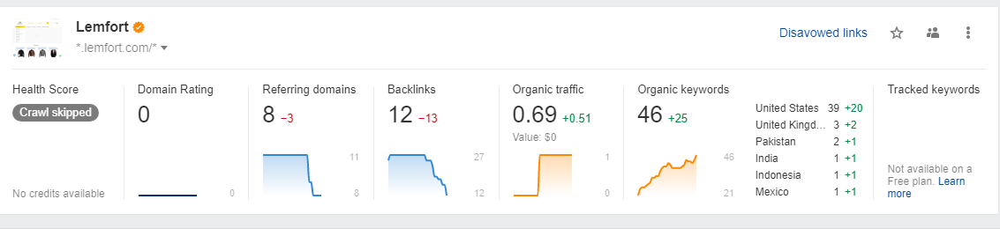 Lemfort
*.lemfort.com/*
Disavowed links
Health Score
Crawl skipped
No credits available
Domain Rating
0
0
Referring domains
8 −3
11
8
Backlinks
12 −13
27
12
Organic traffic
0.69 +0.51
Value: $0
1
0
Organic keywords
46 +25
46
21
United States 39 +20
United Kingd... 3 +2
Pakistan 2 +1
India 1 +1
Indonesia 1 +1
Mexico 1 +1
Tracked keywords
Not available on a
Free plan. Learn
more